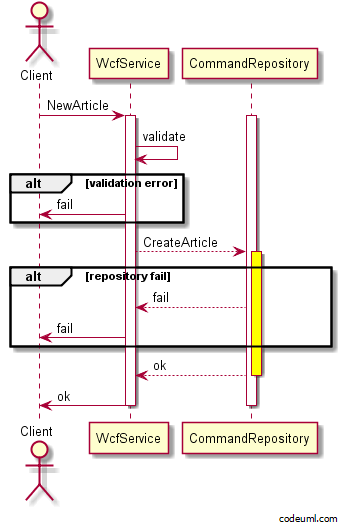 Client
WcfService
CommandRepository
NewArticle
validate
alt [validation error]
fail
CreateArticle
alt [repository fail]
fail
fail
ok
ok
Client
WcfService
CommandRepository
codeuml.com